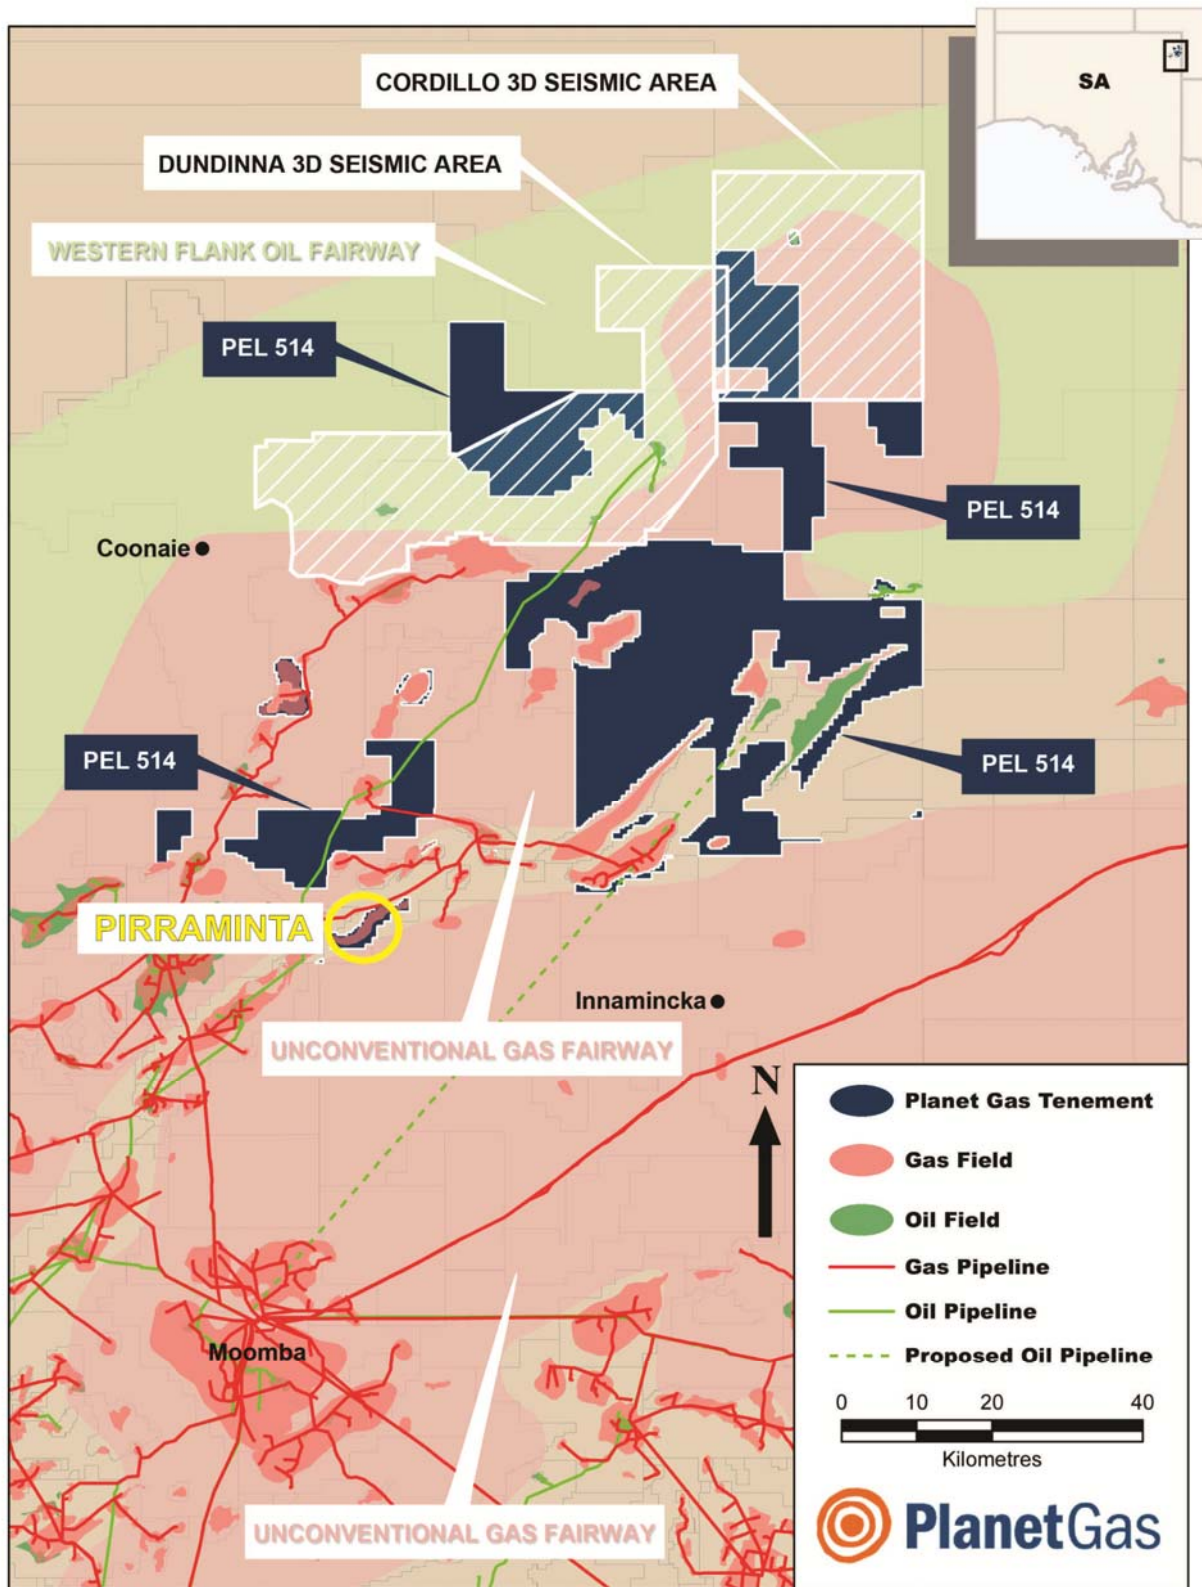 CORDILLO 3D SEISMIC AREA
SA
DUNDINNA 3D SEISMIC AREA
WESTERN FLANK OIL FAIRWAY
PEL 514
PEL 514
Coonaie
PEL 514
PEL 514
PIRRAMINTA
Innamincka
UNCONVENTIONAL GAS FAIRWAY
N
Planet Gas Tenement
Gas Field
Oil Field
Gas Pipeline
Oil Pipeline
Proposed Oil Pipeline
Moomba
0 10 20 40
Kilometres
UNCONVENTIONAL GAS FAIRWAY
PlanetGas